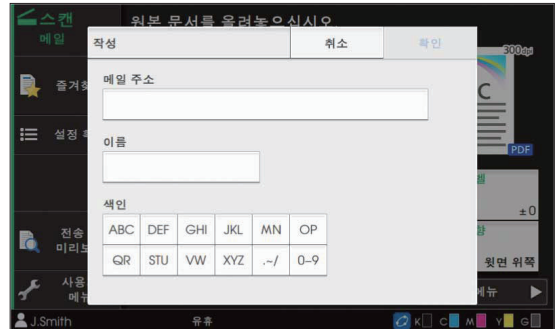 스캔
메일
원본 문서를 올려놓으십시오.
작성
취소
확인
300dpi
메일 주소
즐겨찾
C
설정
이름
PDF
색인
±0
ABC DEF GHI JKL MN OP
전송
미리보
QR STU VW XYZ .~/ 0–9
윗면 위쪽
사용
메뉴
메뉴
J.Smith
유휴
K C M Y G